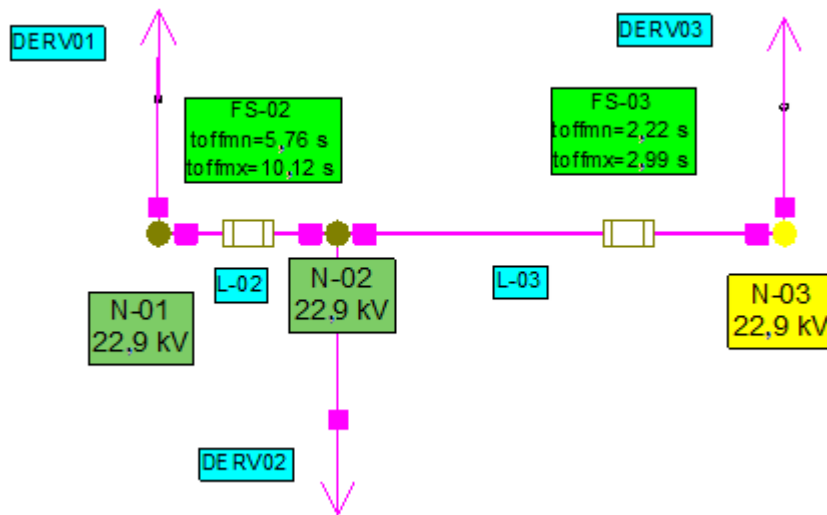 DERV01
DERV03
FS-02
toffmn=5,76 s
toffmx=10,12 s
FS-03
toffmn=2,22 s
toffmx=2,99 s
L-02
N-02
22,9 kV
L-03
N-01
22,9 kV
N-03
22,9 kV
DERV02